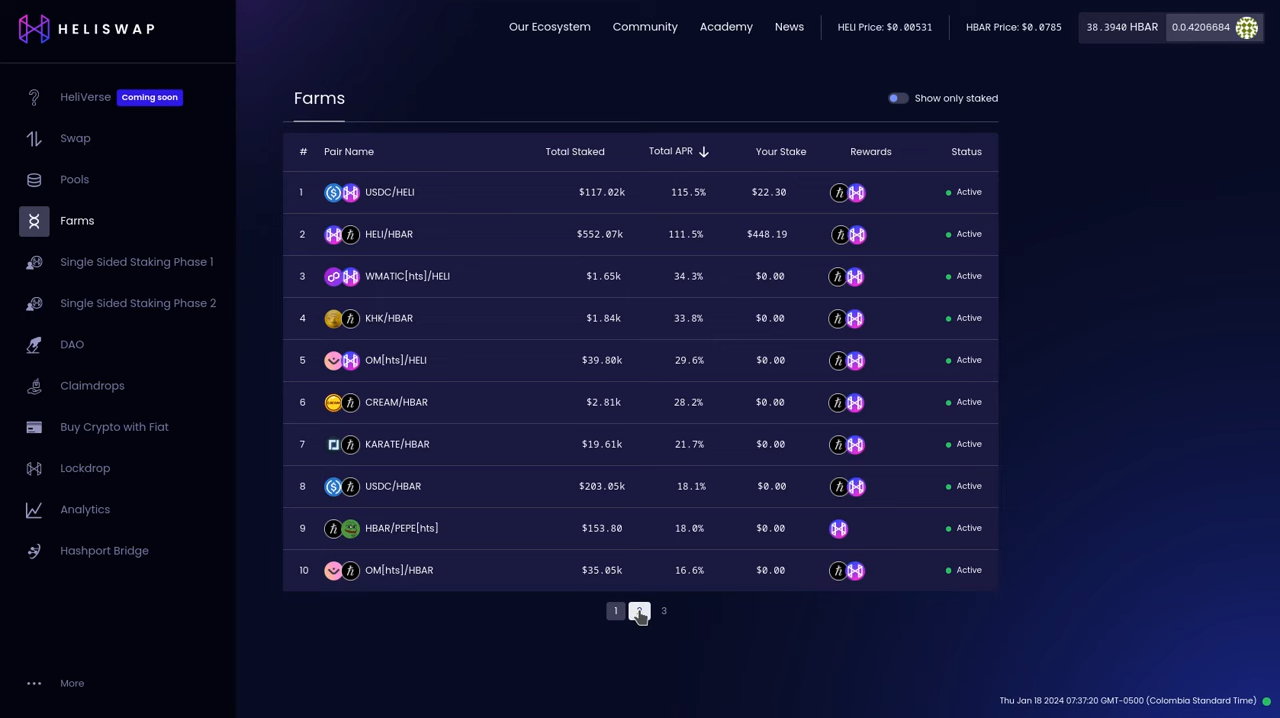 HELISWAP
Our Ecosystem Community Academy News HELI Price: $0.00531 HBAR Price: $0.0785 38.3940 HBAR 0.0.4206684
HeliVerse Coming soon
Swap
Pools
Farms
Single Sided Staking Phase 1
Single Sided Staking Phase 2
DAO
Claimdrops
Buy Crypto with Fiat
Lockdrop
Analytics
Hashport Bridge
More
Farms Show only staked
# Pair Name Total Staked Total APR Your Stake Rewards Status
1 USDC/HELI $117.02k 115.5% $22.30 Active
2 HELI/HBAR $552.07k 111.5% $448.19 Active
3 WMATIC[hts]/HELI $1.65k 34.3% $0.00 Active
4 KHK/HBAR $1.84k 33.8% $0.00 Active
5 OM[hts]/HELI $39.80k 29.6% $0.00 Active
6 CREAM/HBAR $2.81k 28.2% $0.00 Active
7 KARATE/HBAR $19.61k 21.7% $0.00 Active
8 USDC/HBAR $203.05k 18.1% $0.00 Active
9 HBAR/PEPE[hts] $153.80 18.0% $0.00 Active
10 OM[hts]/HBAR $35.05k 16.6% $0.00 Active
1 2 3
Thu Jan 18 2024 07:37:20 GMT-0500 (Colombia Standard Time)